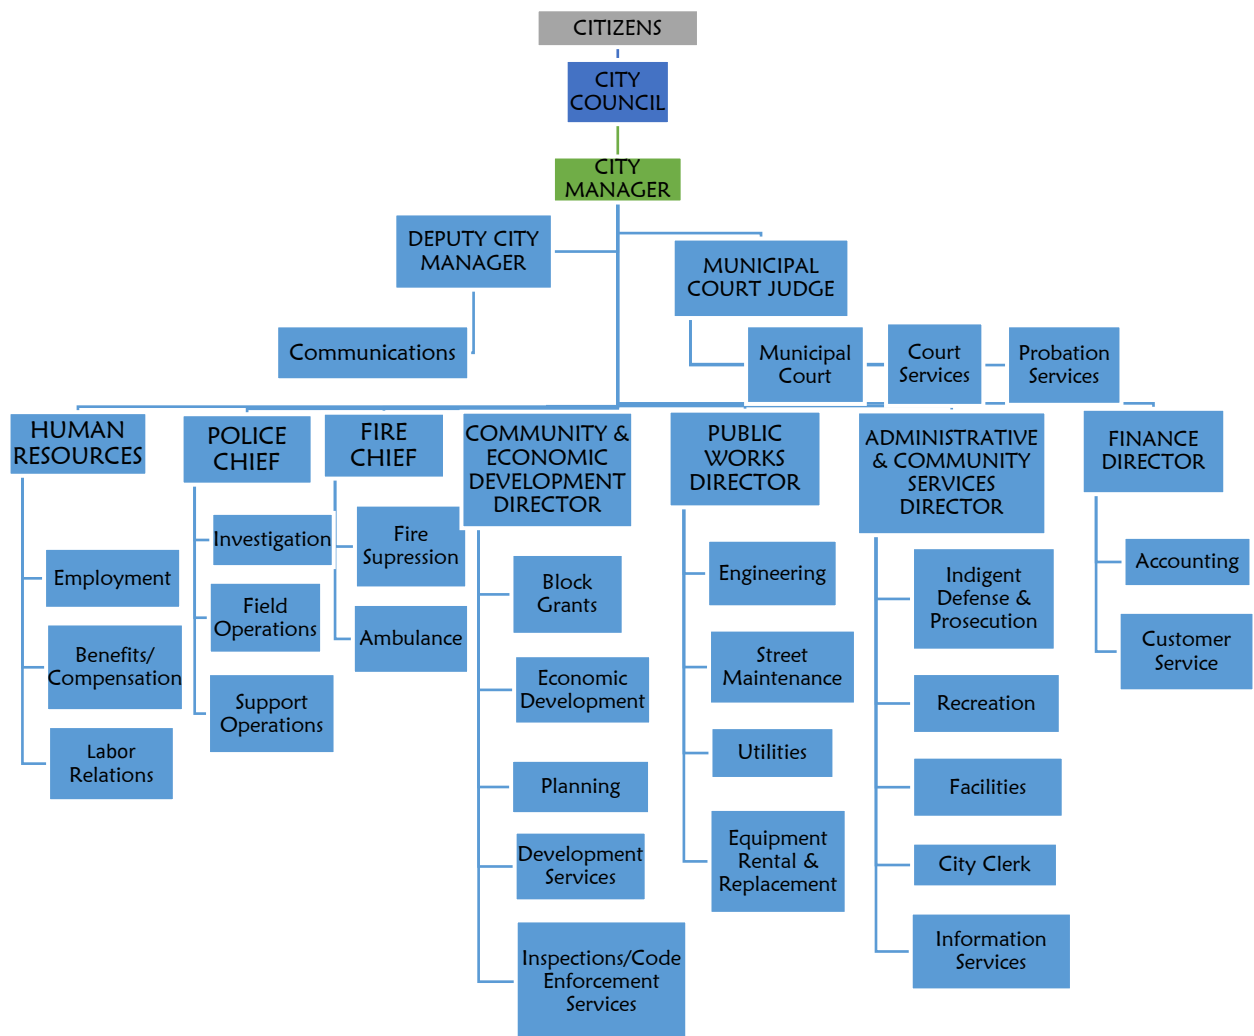 CITIZENS
CITY
COUNCIL
CITY
MANAGER
DEPUTY CITY
MANAGER
MUNICIPAL
COURT JUDGE
Communications
Municipal
Court
Court
Services
Probation
Services
HUMAN
RESOURCES
POLICE
CHIEF
FIRE
CHIEF
COMMUNITY &
ECONOMIC
DEVELOPMENT
DIRECTOR
PUBLIC
WORKS
DIRECTOR
ADMINISTRATIVE
& COMMUNITY
SERVICES
DIRECTOR
FINANCE
DIRECTOR
Employment
Benefits/
Compensation
Labor
Relations
Investigation
Field
Operations
Support
Operations
Fire
Supression
Ambulance
Block
Grants
Economic
Development
Planning
Development
Services
Inspections/Code
Enforcement
Services
Engineering
Street
Maintenance
Utilities
Equipment
Rental &
Replacement
Indigent
Defense &
Prosecution
Recreation
Facilities
City Clerk
Information
Services
Accounting
Customer
Service